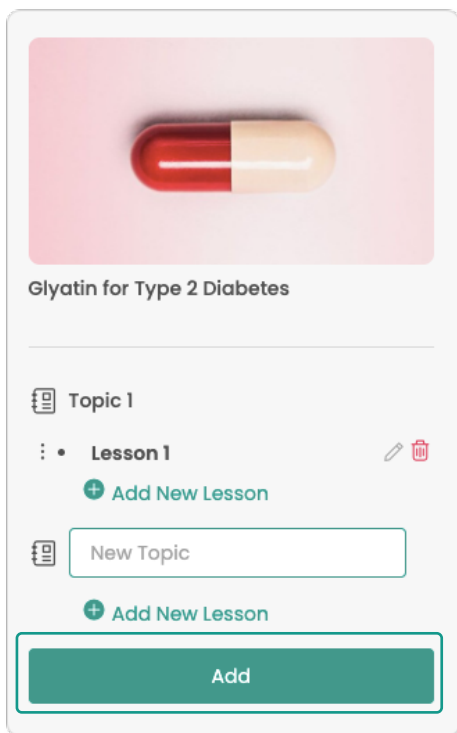 Glyatin for Type 2 Diabetes
Topic 1
Lesson 1
Add New Lesson
New Topic
Add New Lesson
Add